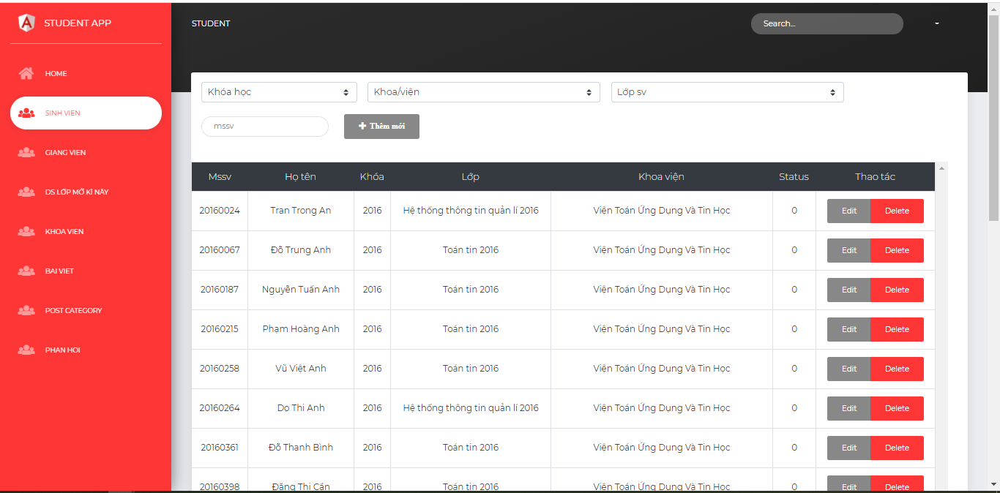 STUDENT APP
HOME
SINH VIEN
GIANG VIEN
DS LỚP MỞ KÌ NÀY
KHOA VIEN
BAI VIET
POST CATEGORY
PHAN HOI
STUDENT
Search...
Khóa học
Khoa/viện
Lớp sv
mssv
Thêm mới
Mssv Họ tên Khóa Lớp Khoa viện Status Thao tác
20160024 Tran Trong An 2016 Hệ thống thông tin quản lí 2016 Viện Toán Ứng Dụng Và Tin Học 0 Edit Delete
20160067 Đỗ Trung Anh 2016 Toán tin 2016 Viện Toán Ứng Dụng Và Tin Học 0 Edit Delete
20160187 Nguyễn Tuấn Anh 2016 Toán tin 2016 Viện Toán Ứng Dụng Và Tin Học 0 Edit Delete
20160215 Phạm Hoàng Anh 2016 Toán tin 2016 Viện Toán Ứng Dụng Và Tin Học 0 Edit Delete
20160258 Vũ Việt Anh 2016 Toán tin 2016 Viện Toán Ứng Dụng Và Tin Học 0 Edit Delete
20160264 Do Thi Anh 2016 Hệ thống thông tin quản lí 2016 Viện Toán Ứng Dụng Và Tin Học 0 Edit Delete
20160361 Đỗ Thanh Bình 2016 Toán tin 2016 Viện Toán Ứng Dụng Và Tin Học 0 Edit Delete
20160398 Đặng Thị Cần 2016 Toán tin 2016 Viện Toán Ứng Dụng Và Tin Học 0 Edit Delete